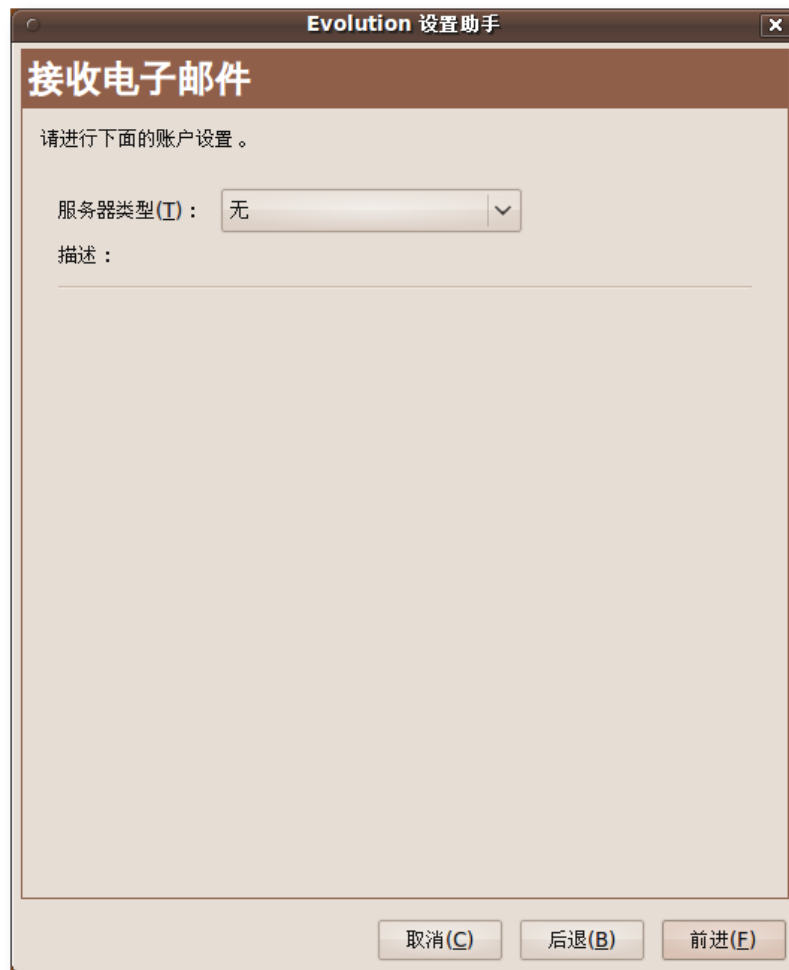 Evolution 设置助手
接收电子邮件
请进行下面的账户设置。
服务器类型(T)： 无
描述：
取消(C) 后退(B) 前进(F)